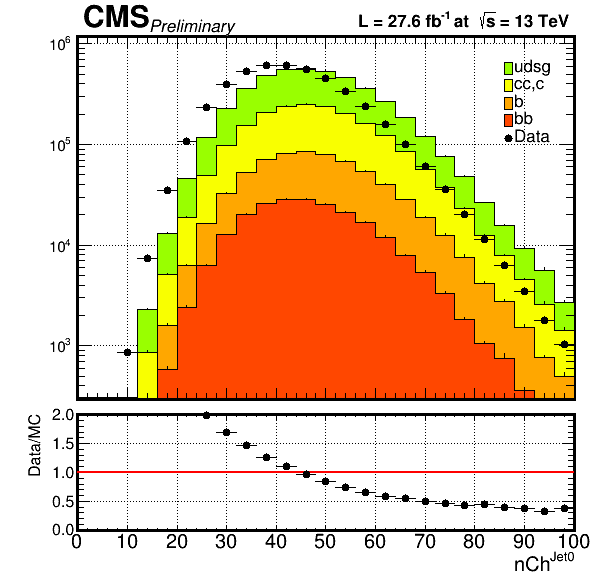 CMS Preliminary L = 27.6 fb⁻¹ at √s = 13 TeV
10⁶
udsg
cc,c
b
bb
Data
10⁵
10⁴
10³
Data/MC
2.0
1.5
1.0
0.5
0.0
0 10 20 30 40 50 60 70 80 90 100
nCh^Jet0